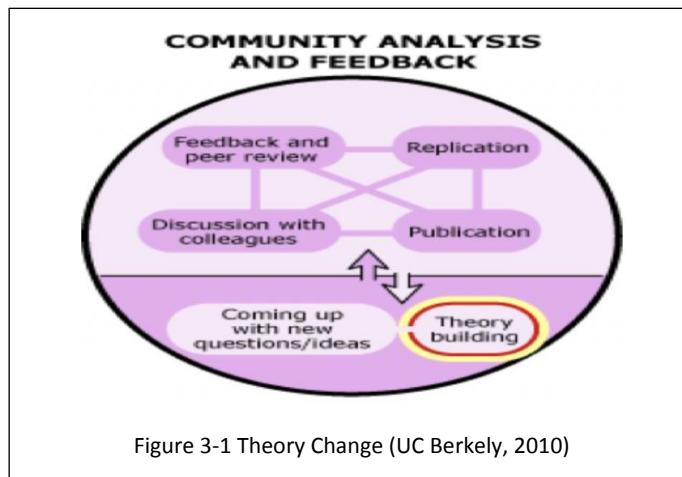 COMMUNITY ANALYSIS
AND FEEDBACK
Feedback and
peer review
Replication
Discussion with
colleagues
Publication
Coming up
with new
questions/ideas
Theory
building
Figure 3-1 Theory Change (UC Berkely, 2010)